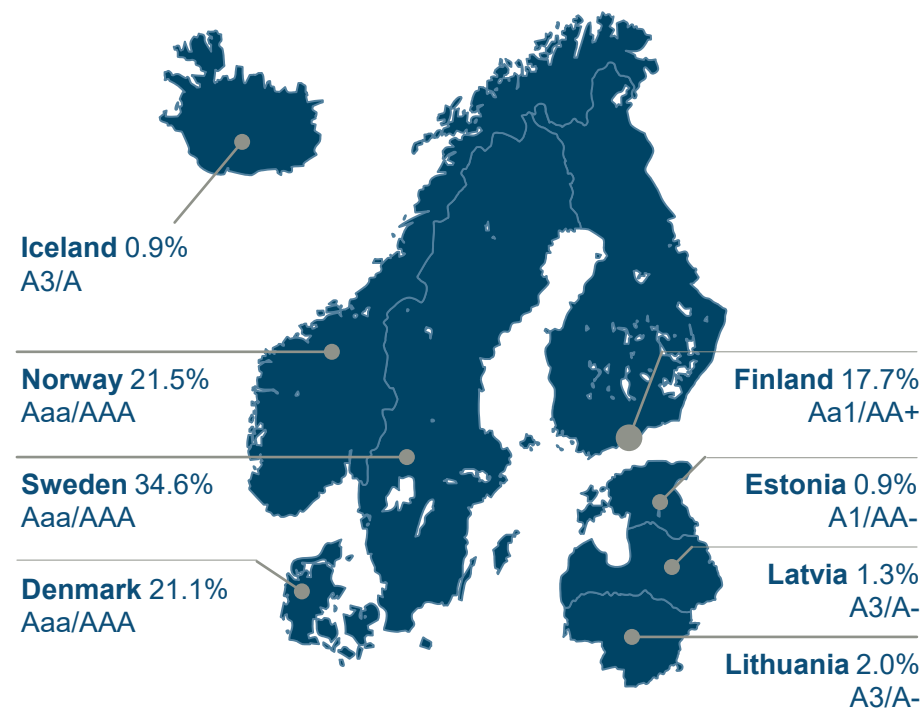 Iceland 0.9%
A3/A
Norway 21.5%
Aaa/AAA
Sweden 34.6%
Aaa/AAA
Denmark 21.1%
Aaa/AAA
Finland 17.7%
Aa1/AA+
Estonia 0.9%
A1/AA-
Latvia 1.3%
A3/A-
Lithuania 2.0%
A3/A-